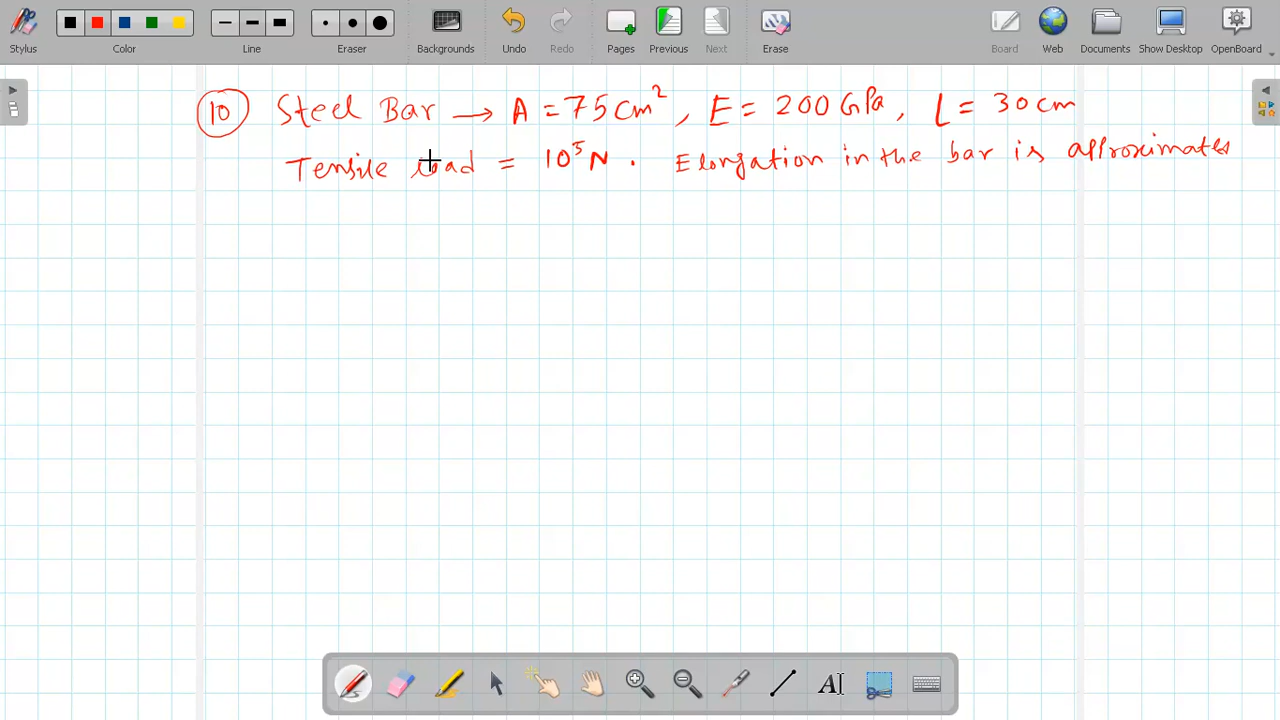 Stylus Color Line Eraser Backgrounds Undo Redo Pages Previous Next Erase Board Web Documents Show Desktop OpenBoard
10 Steel Bar → A = 75 cm², E = 200 GPa, L = 30 cm
Tensile Load = 10⁵ N . Elongation in the bar is approximates